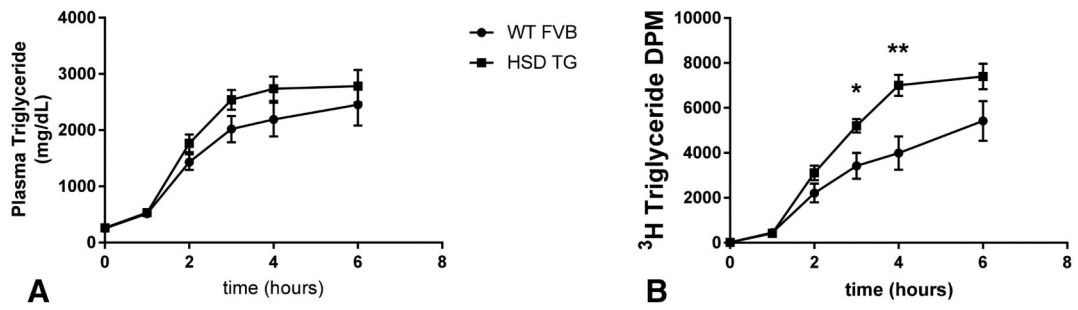 4000
3000
2000
1000
0
Plasma Triglyceride
(mg/dL)
0 2 4 6 8
time (hours)
A
WT FVB
HSD TG
10000
8000
6000
4000
2000
0
³H Triglyceride DPM
*
**
0 2 4 6 8
time (hours)
B